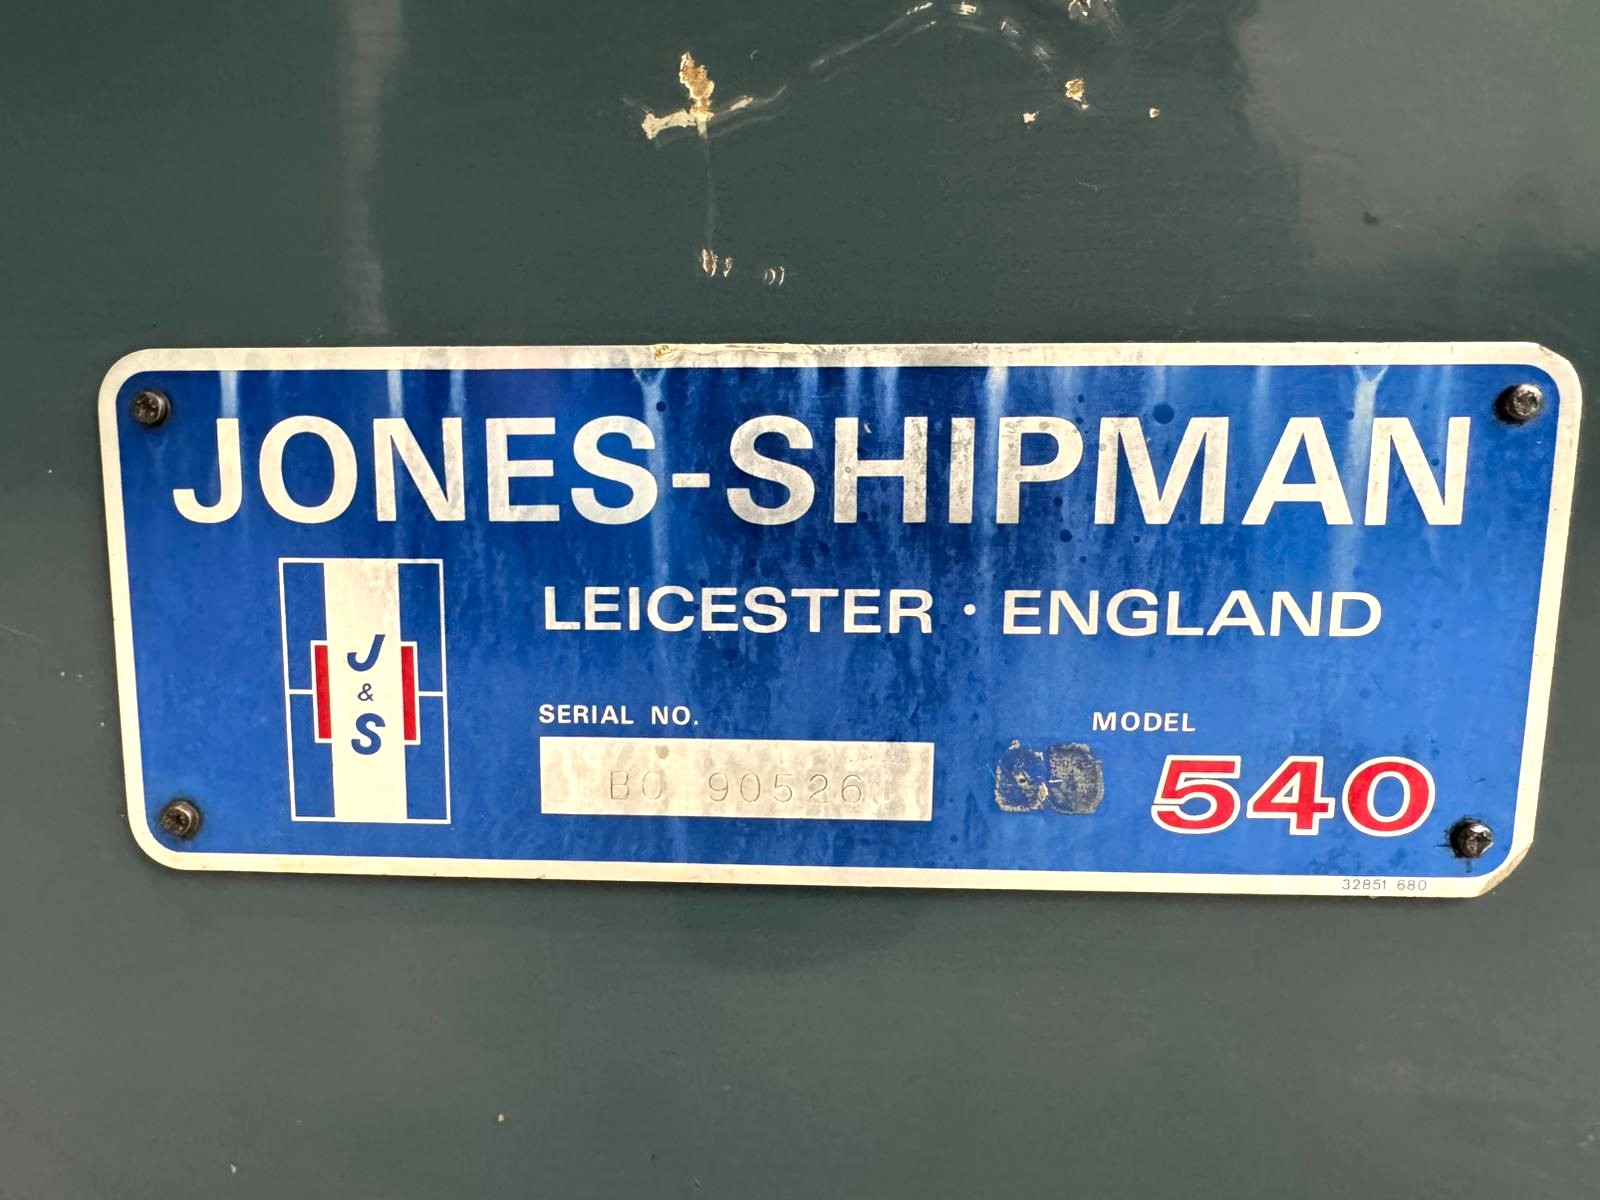 JONES-SHIPMAN
LEICESTER · ENGLAND
J
&
S
SERIAL NO.
BO 90526
MODEL
540
32851 680